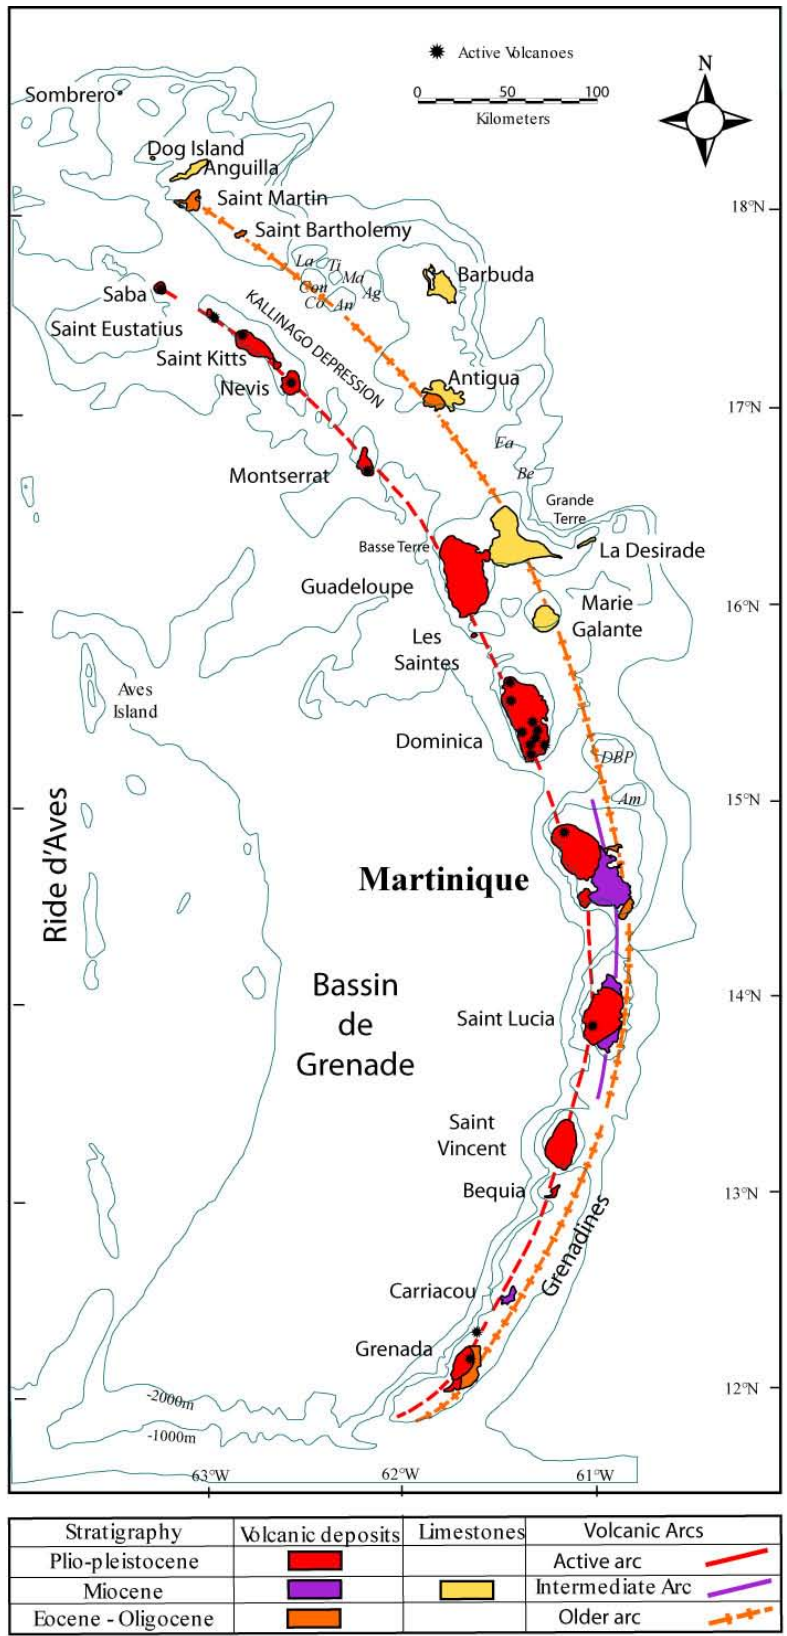 Active Volcanoes
0 50 100
Kilometers
N
Sombrero
Dog Island
Anguilla
Saint Martin
18°N
Saint Bartholemy
La Ti
Md
Con Ag
Co An
Barbuda
Saba
KALLINAGO DEPRESSION
Saint Eustatius
Saint Kitts
Nevis
Antigua
17°N
Ea
Be
Montserrat
Grande
Terre
Basse Terre
La Desirade
Guadeloupe
Marie
Galante
16°N
Les
Saintes
Aves
Island
Dominica
DBP
Am
15°N
Ride d'Aves
Martinique
Bassin
de
Grenade
14°N
Saint Lucia
Saint
Vincent
Bequia
13°N
Grenadines
Carriacou
Grenada
12°N
-2000m
-1000m
63°W 62°W 61°W
Stratigraphy Volcanic deposits Limestones Volcanic Arcs
Plio-pleistocene Active arc
Miocene Intermediate Arc
Eocene - Oligocene Older arc